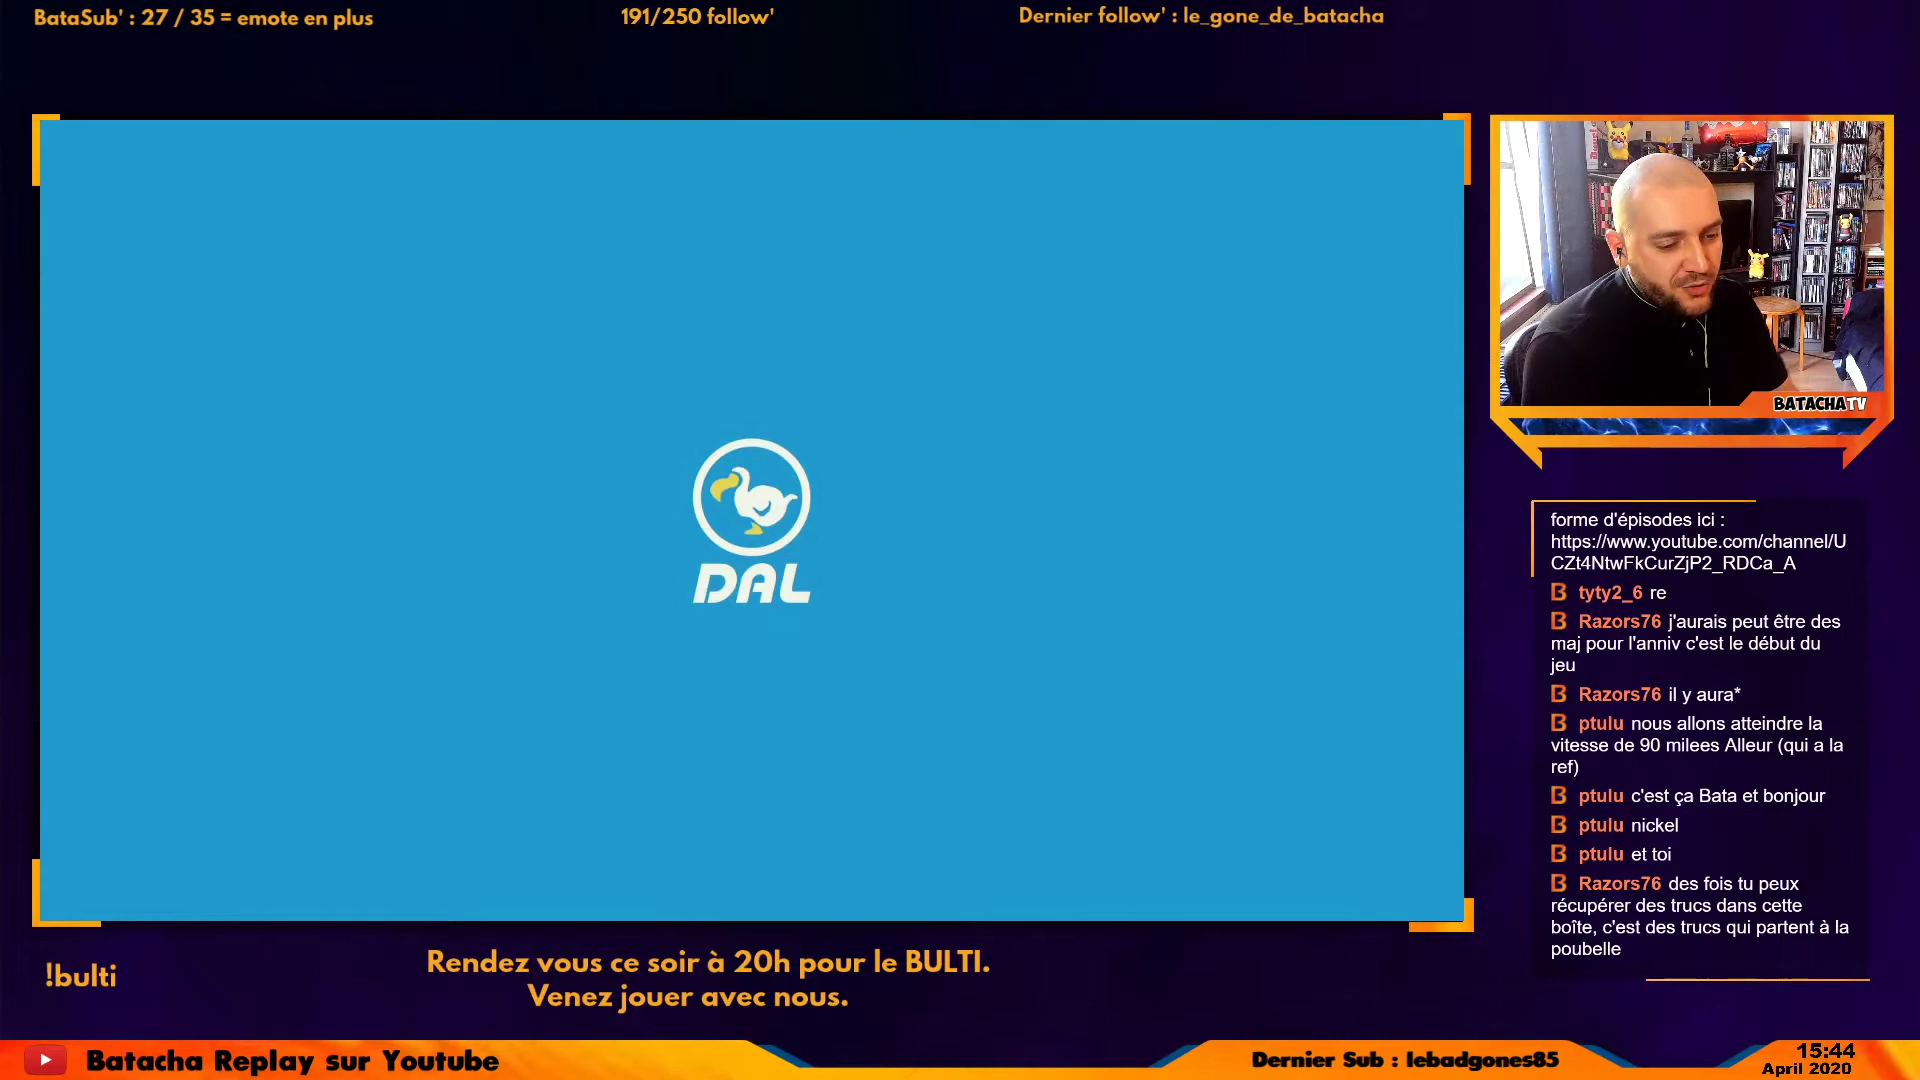 BataSub' : 27 / 35 = emote en plus
191/250 follow'
Dernier follow' : le_gone_de_batacha
DAL
BATACHATV
forme d'épisodes ici :
https://www.youtube.com/channel/U
CZt4NtwFkCurZjP2_RDCa_A
tyty2_6 re
Razors76 j'aurais peut être des
maj pour l'anniv c'est le début du
jeu
Razors76 il y aura*
ptulu nous allons atteindre la
vitesse de 90 milees Alleur (qui a la
ref)
ptulu c'est ça Bata et bonjour
ptulu nickel
ptulu et toi
Razors76 des fois tu peux
récupérer des trucs dans cette
boîte, c'est des trucs qui partent à la
poubelle
!bulti
Rendez vous ce soir à 20h pour le BULTI.
Venez jouer avec nous.
Batacha Replay sur Youtube
Dernier Sub : lebadgones85
15:44
April 2020